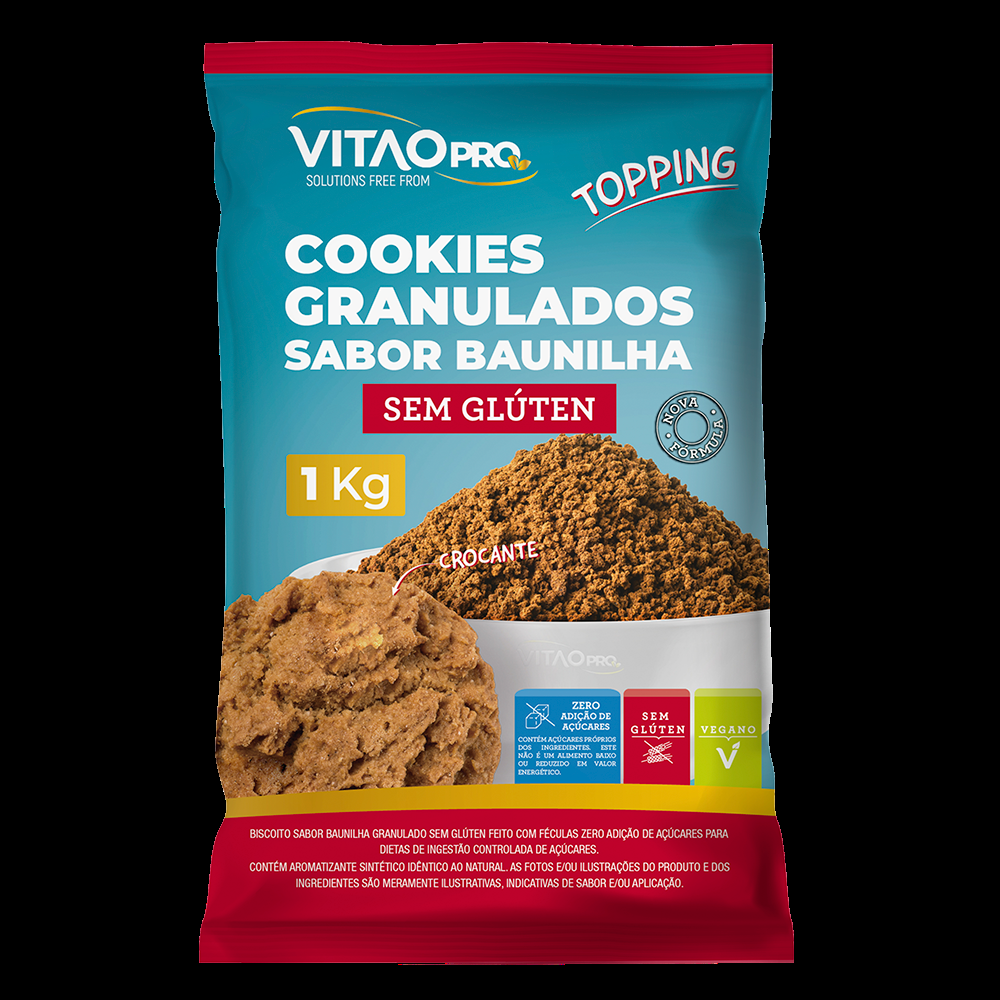 VITAO PRO
SOLUTIONS FREE FROM
TOPPING
COOKIES
GRANULADOS
SABOR BAUNILHA
SEM GLÚTEN
NOVA
FÓRMULA
1 Kg
CROCANTE
VITAO PRO
ZERO
ADIÇÃO DE
AÇÚCARES
CONTÉM AÇÚCARES PRÓPRIOS
DOS INGREDIENTES. ESTE
NÃO É UM ALIMENTO BAIXO
OU REDUZIDO EM VALOR
ENERGÉTICO.
SEM
GLÚTEN
VEGANO
V
BISCOITO SABOR BAUNILHA GRANULADO SEM GLÚTEN FEITO COM FÉCULAS ZERO ADIÇÃO DE AÇÚCARES PARA
DIETAS DE INGESTÃO CONTROLADA DE AÇÚCARES.
CONTÉM AROMATIZANTE SINTÉTICO IDÊNTICO AO NATURAL. AS FOTOS E/OU ILUSTRAÇÕES DO PRODUTO E DOS
INGREDIENTES SÃO MERAMENTE ILUSTRATIVAS, INDICATIVAS DE SABOR E/OU APLICAÇÃO.